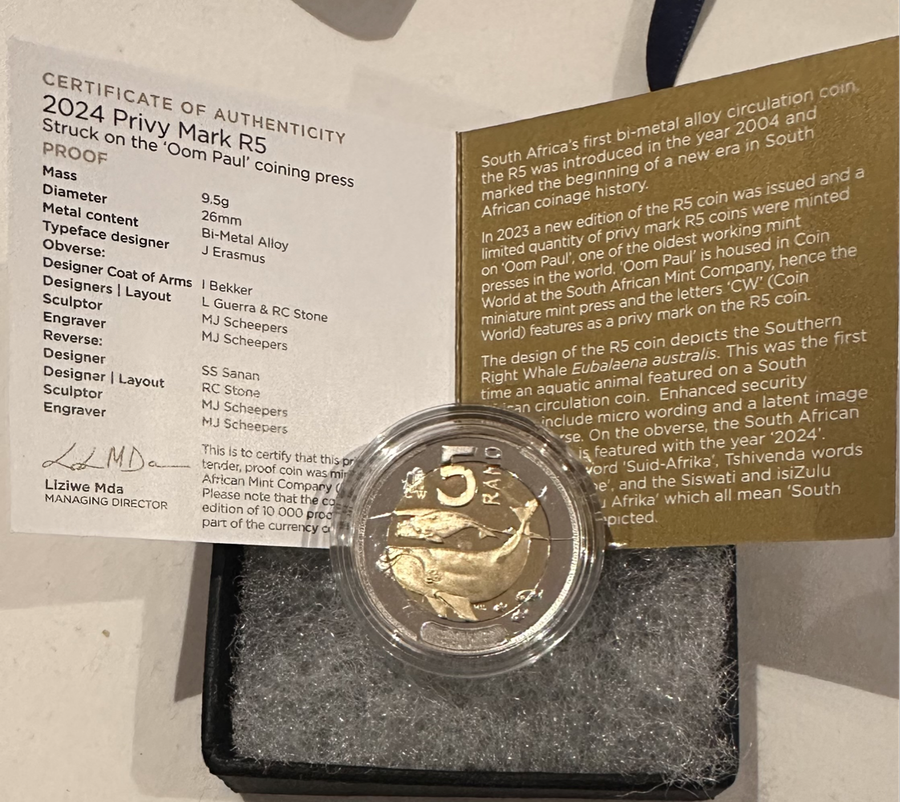 CERTIFICATE OF AUTHENTICITY
2024 Privy Mark R5
Struck on the 'Oom Paul' coining press
PROOF
Mass 9.5g
Diameter 26mm
Metal content Bi-Metal Alloy
Typeface designer J Erasmus
Obverse:
Designer Coat of Arms I Bekker
Designers | Layout L Guerra & RC Stone
Sculptor MJ Scheepers
Engraver MJ Scheepers
Reverse:
Designer SS Sanan
Designer | Layout RC Stone
Sculptor MJ Scheepers
Engraver MJ Scheepers
This is to certify that this pri
tender, proof coin was min
African Mint Company (
Please note that the co
edition of 10 000 proo
part of the currency c
Liziwe Mda
MANAGING DIRECTOR
South Africa's first bi-metal alloy circulation coin,
the R5 was introduced in the year 2004 and
marked the beginning of a new era in South
African coinage history.
In 2023 a new edition of the R5 coin was issued and a
limited quantity of privy mark R5 coins were minted
on 'Oom Paul', one of the oldest working mint
presses in the world. 'Oom Paul' is housed in Coin
World at the South African Mint Company, hence the
miniature mint press and the letters 'CW' (Coin
World) features as a privy mark on the R5 coin.
The design of the R5 coin depicts the Southern
Right Whale Eubalaena australis. This was the first
time an aquatic animal featured on a South
can circulation coin. Enhanced security
include micro wording and a latent image
rse. On the obverse, the South African
is featured with the year '2024'.
word 'Suid-Afrika', Tshivenda words
e', and the Siswati and isiZulu
Afrika' which all mean 'South
epicted.
5
RAND